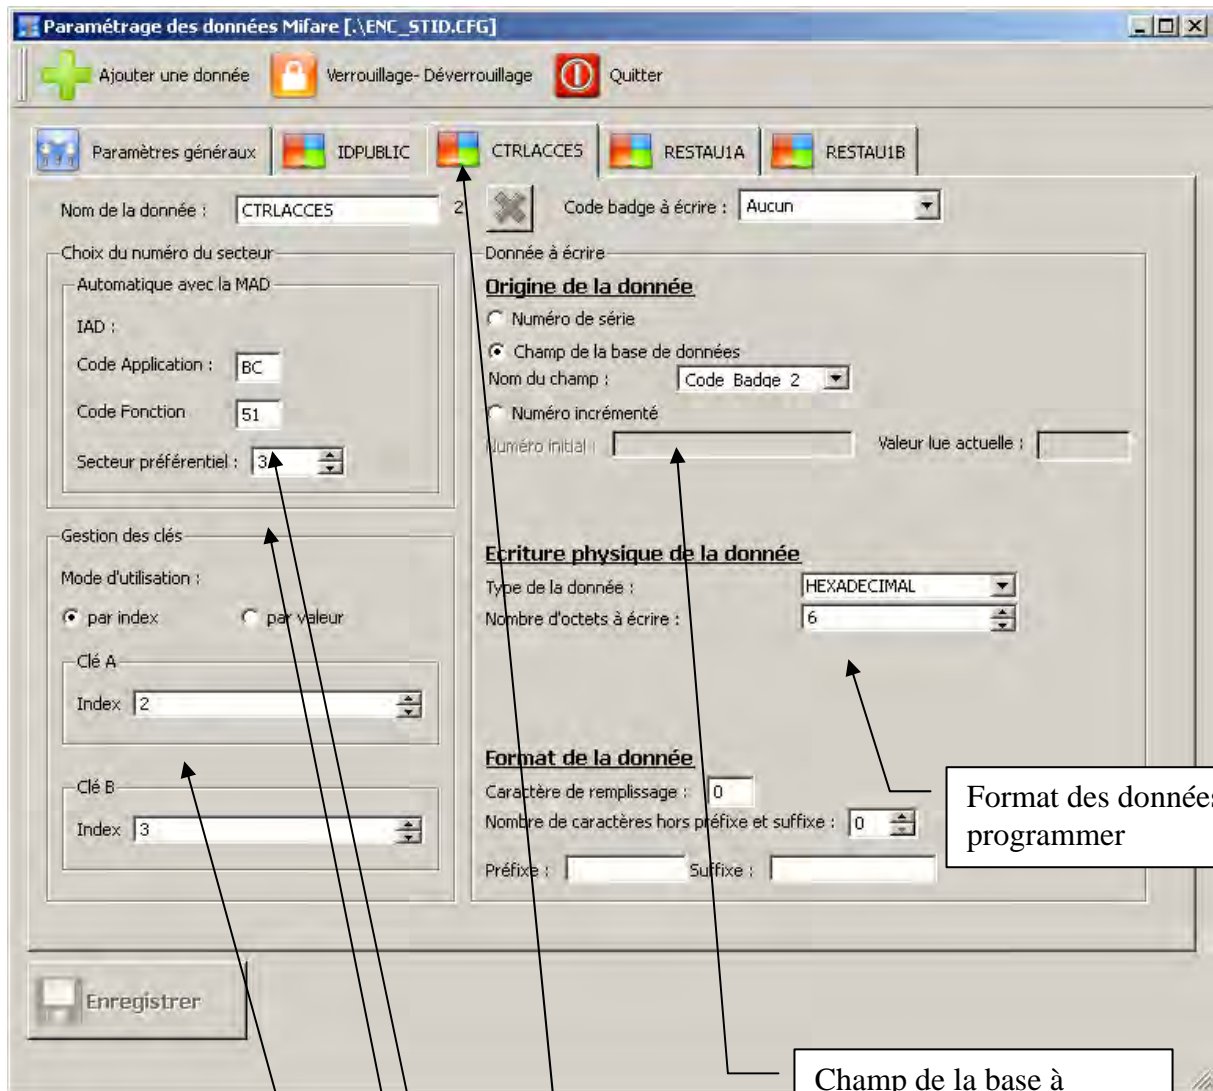 Paramétrage des données Mifare [.\ENC_STID.CFG]
Ajouter une donnée Verrouillage- Déverrouillage Quitter
Paramètres généraux IDPUBLIC CTRLACCES RESTAU1A RESTAU1B
Nom de la donnée : CTRLACCES 2 Code badge à écrire : Aucun
Choix du numéro du secteur
Automatique avec la MAD
IAD :
Code Application : BC
Code Fonction 51
Secteur préférentiel : 3
Gestion des clés
Mode d'utilisation :
par index par valeur
Clé A
Index 2
Clé B
Index 3
Donnée à écrire
Origine de la donnée
Numéro de série
Champ de la base de données
Nom du champ : Code Badge 2
Numéro incrémenté
Numéro initial : Valeur lue actuelle :
Ecriture physique de la donnée
Type de la donnée : HEXADECIMAL
Nombre d'octets à écrire : 6
Format de la donnée
Caractère de remplissage : 0
Nombre de caractères hors préfixe et suffixe : 0
Préfixe : Suffixe :
Format des données
programmer
Enregistrer
Champ de la base à